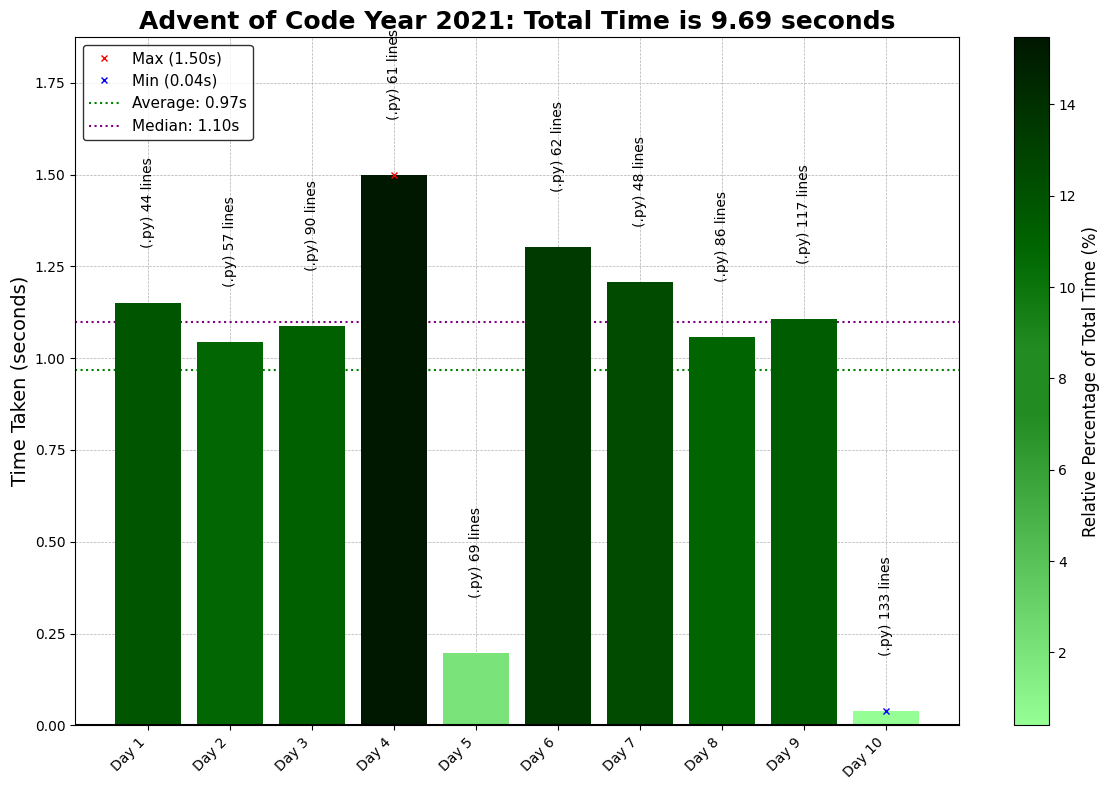 Advent of Code Year 2021: Total Time is 9.69 seconds
Max (1.50s)
Min (0.04s)
Average: 0.97s
Median: 1.10s
Time Taken (seconds)
1.75
1.50
1.25
1.00
0.75
0.50
0.25
0.00
(.py) 44 lines
(.py) 57 lines
(.py) 90 lines
(.py) 61 lines
(.py) 69 lines
(.py) 62 lines
(.py) 48 lines
(.py) 86 lines
(.py) 117 lines
(.py) 133 lines
Day 1
Day 2
Day 3
Day 4
Day 5
Day 6
Day 7
Day 8
Day 9
Day 10
14
12
10
8
6
4
2
Relative Percentage of Total Time (%)